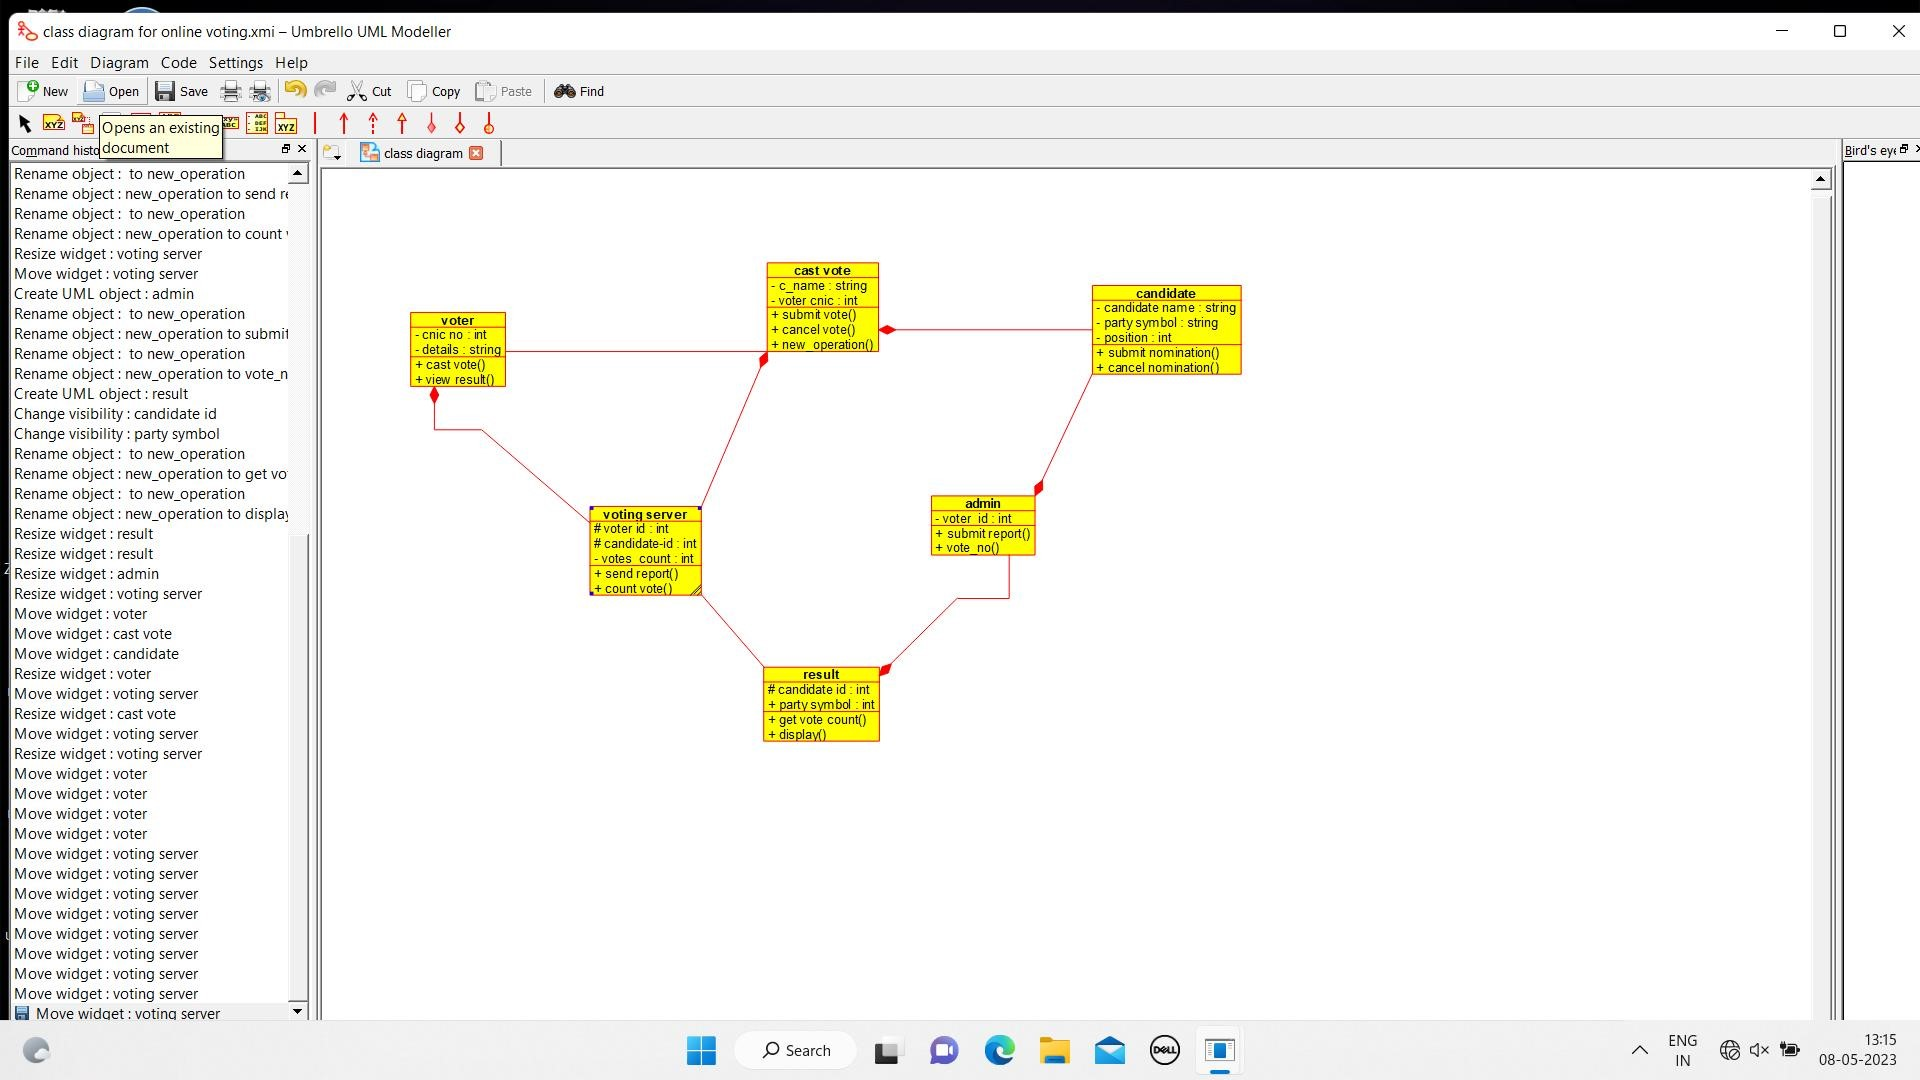 class diagram for online voting.xmi – Umbrello UML Modeller
File Edit Diagram Code Settings Help
New Open Save Cut Copy Paste Find
Opens an existing
document
Command histo
class diagram
Bird's eye
Rename object :  to new_operation
Rename object : new_operation to send re
Rename object :  to new_operation
Rename object : new_operation to count
Resize widget : voting server
Move widget : voting server
Create UML object : admin
Rename object :  to new_operation
Rename object : new_operation to submit
Rename object :  to new_operation
Rename object : new_operation to vote_n
Create UML object : result
Change visibility : candidate id
Change visibility : party symbol
Rename object :  to new_operation
Rename object : new_operation to get vo
Rename object :  to new_operation
Rename object : new_operation to display
Resize widget : result
Resize widget : result
Resize widget : admin
Resize widget : voting server
Move widget : voter
Move widget : cast vote
Move widget : candidate
Resize widget : voter
Move widget : voting server
Resize widget : cast vote
Move widget : voting server
Resize widget : voting server
Move widget : voter
Move widget : voter
Move widget : voter
Move widget : voter
Move widget : voting server
Move widget : voting server
Move widget : voting server
Move widget : voting server
Move widget : voting server
Move widget : voting server
Move widget : voting server
Move widget : voting server
Move widget : voting server
voter
- cnic no : int
- details : string
+ cast vote()
+ view result()
cast vote
- c_name : string
- voter cnic : int
+ submit vote()
+ cancel vote()
+ new_operation()
candidate
- candidate name : string
- party symbol : string
- position : int
+ submit nomination()
+ cancel nomination()
voting server
# voter id : int
# candidate-id : int
- votes_count : int
+ send report()
+ count vote()
admin
- voter_id : int
+ submit report()
+ vote_no()
result
# candidate id : int
+ party symbol : int
+ get vote count()
+ display()
Search
DELL
ENG
IN
13:15
08-05-2023